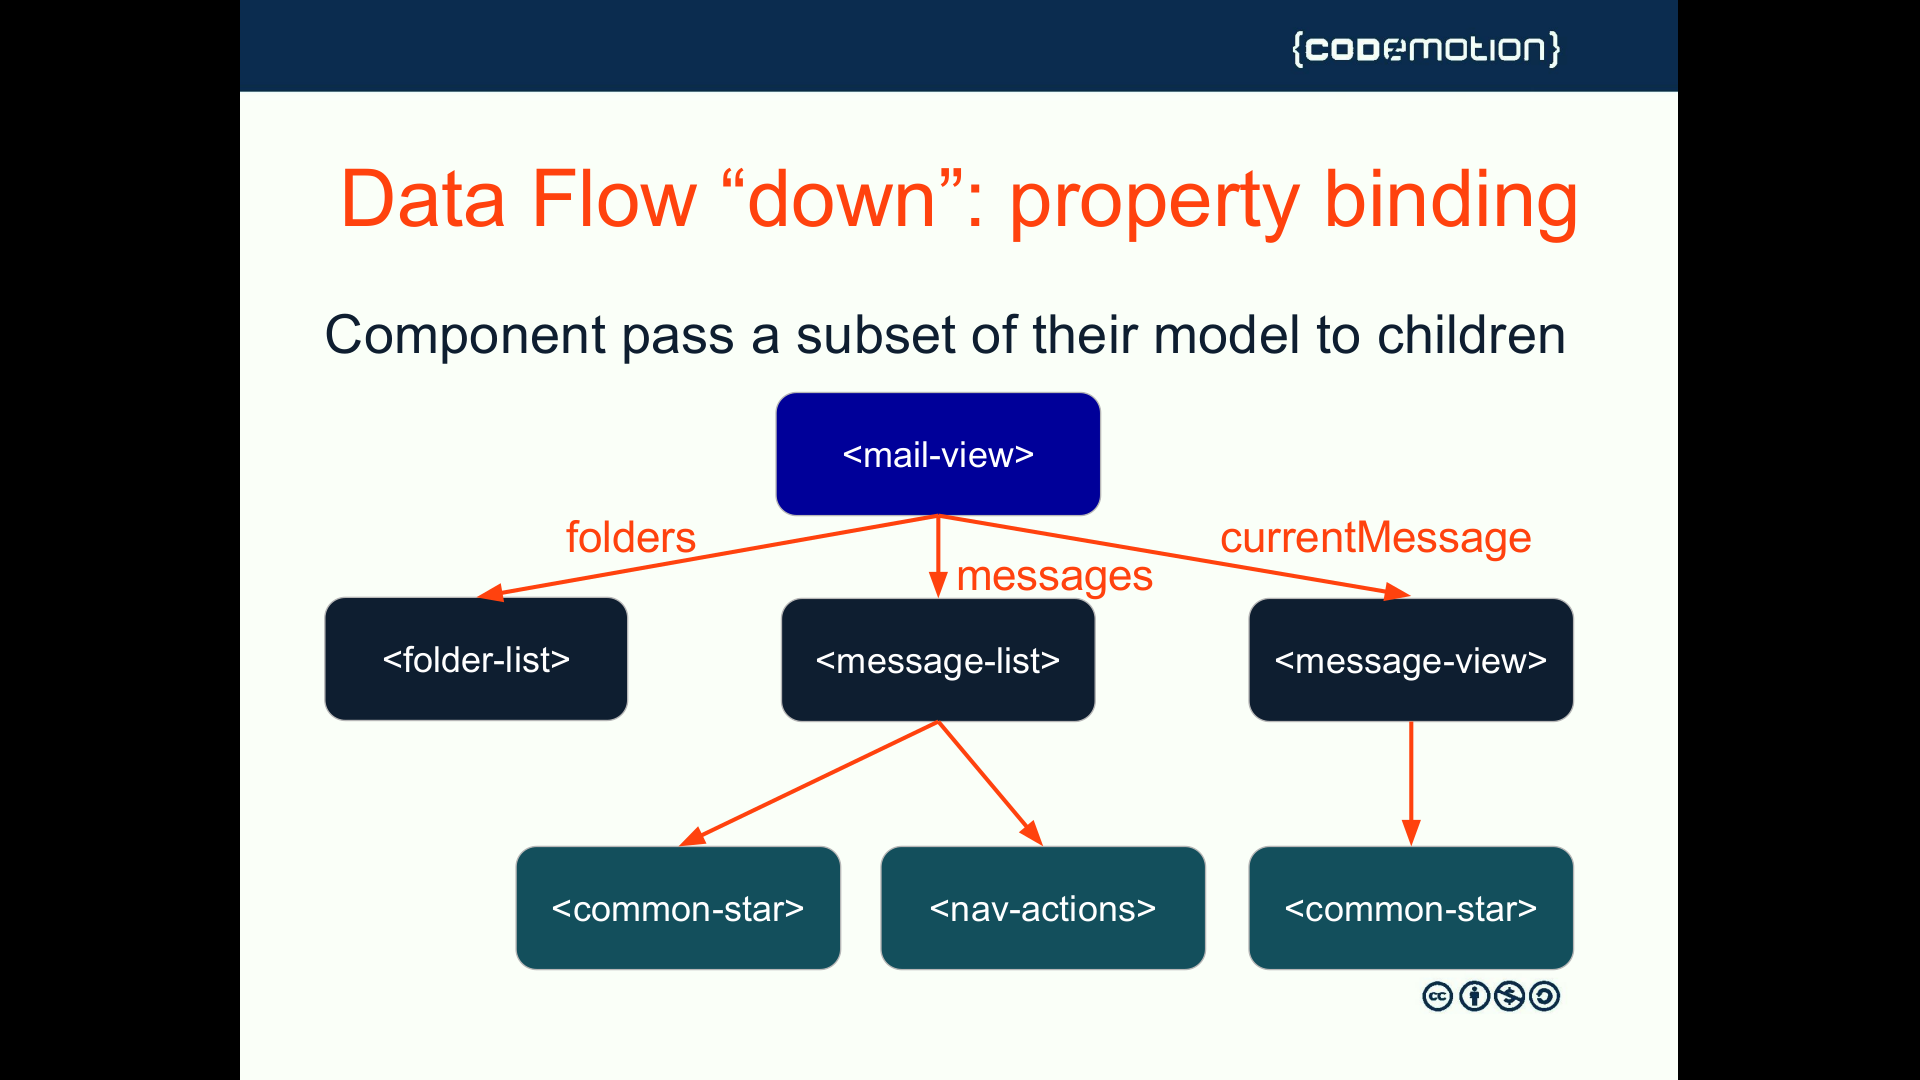 {codemotion}
Data Flow “down”: property binding
Component pass a subset of their model to children
<mail-view>
folders
currentMessage
messages
<folder-list>
<message-list>
<message-view>
<common-star>
<nav-actions>
<common-star>
cc